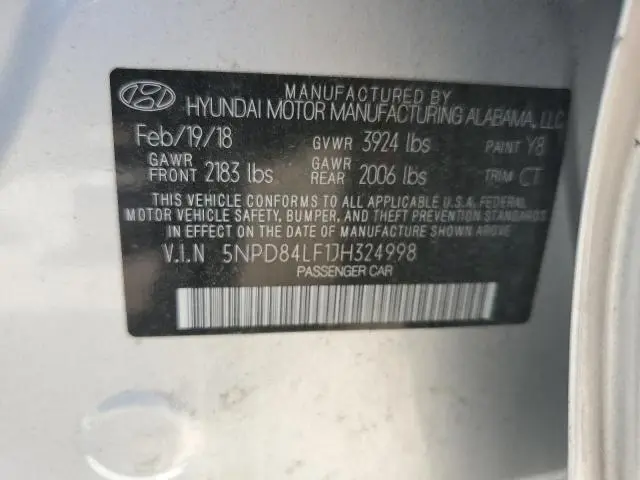 MANUFACTURED BY
HYUNDAI MOTOR MANUFACTURING ALABAMA, LLC
Feb/19/18 GVWR 3924 lbs PAINT Y8
GAWR FRONT 2183 lbs GAWR REAR 2006 lbs TRIM CT
THIS VEHICLE CONFORMS TO ALL APPLICABLE FEDERAL
MOTOR VEHICLE SAFETY, BUMPER, AND THEFT PREVENTION STANDARDS
IN EFFECT ON THE DATE OF MANUFACTURE SHOWN ABOVE.
V.I.N 5NPD84LF1JH324998
PASSENGER CAR